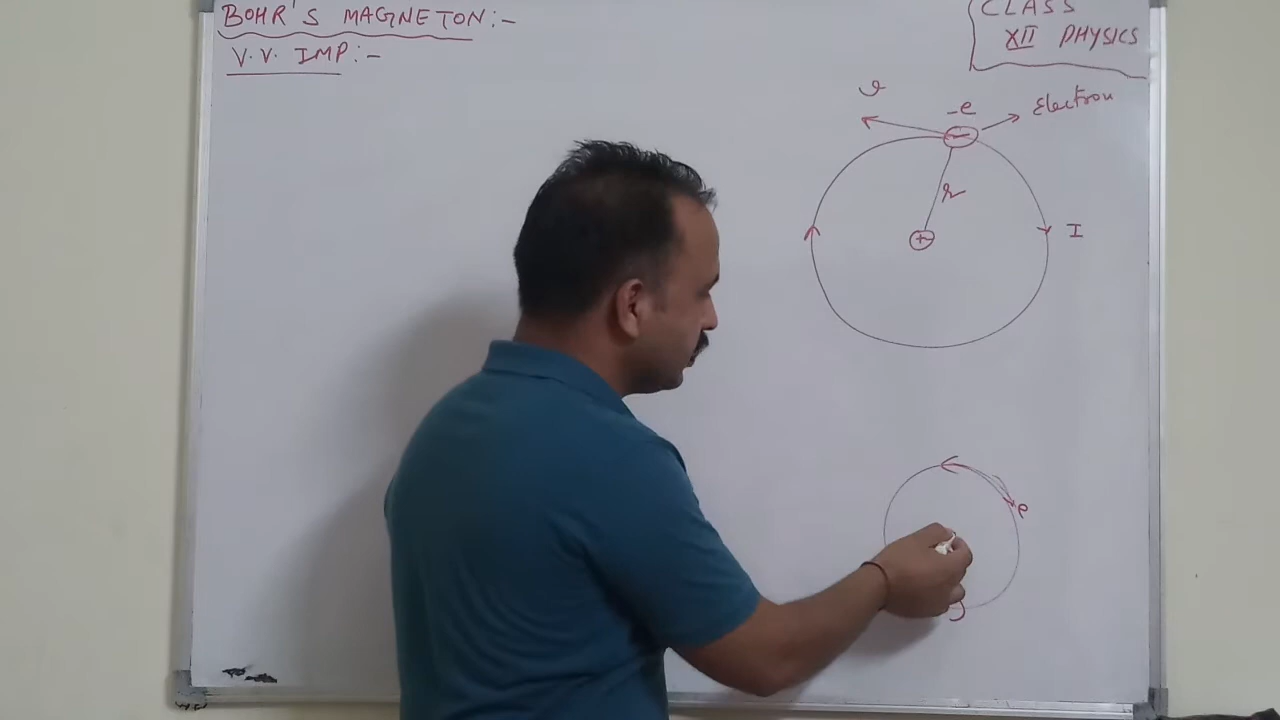 BOHR'S MAGNETON:-
V.V. IMP:-
CLASS
XII PHYSICS
v
-e
Electron
r
+
I
e